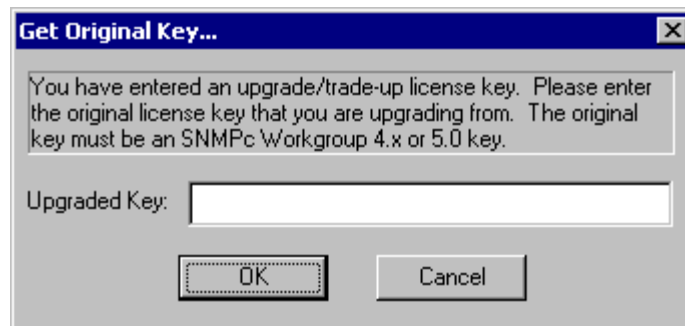 Get Original Key...
You have entered an upgrade/trade-up license key.  Please enter
the original license key that you are upgrading from.  The original
key must be an SNMPc Workgroup 4.x or 5.0 key.
Upgraded Key:
OK Cancel